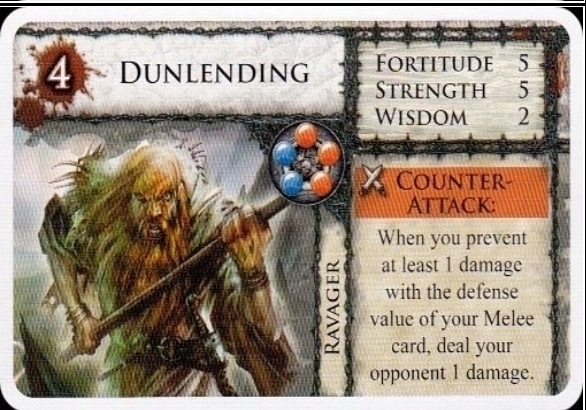 4
DUNLENDING
FORTITUDE 5
STRENGTH 5
WISDOM 2
RAVAGER
COUNTER-
ATTACK:
When you prevent
at least 1 damage
with the defense
value of your Melee
card, deal your
opponent 1 damage.